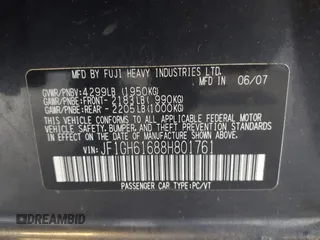 MFD BY FUJI HEAVY INDUSTRIES LTD.
GVWR/PNBV:4299LB.(1950KG) 06/07
GAWR/PNBE:FRONT- 2183LB.( 990KG)
GAWR/PNBE:REAR - 2205LB.(1000KG)
THIS VEHICLE CONFORMS TO ALL APPLICABLE
FEDERAL MOTOR VEHICLE SAFETY, BUMPER AND
THEFT PREVENTION STANDARDS IN EFFECT ON THE
DATE OF MANUFACTURE SHOWN ABOVE.
VIN: JF1GH61688H801761
PASSENGER CAR TYPE:PC/VT
© DREAMBID